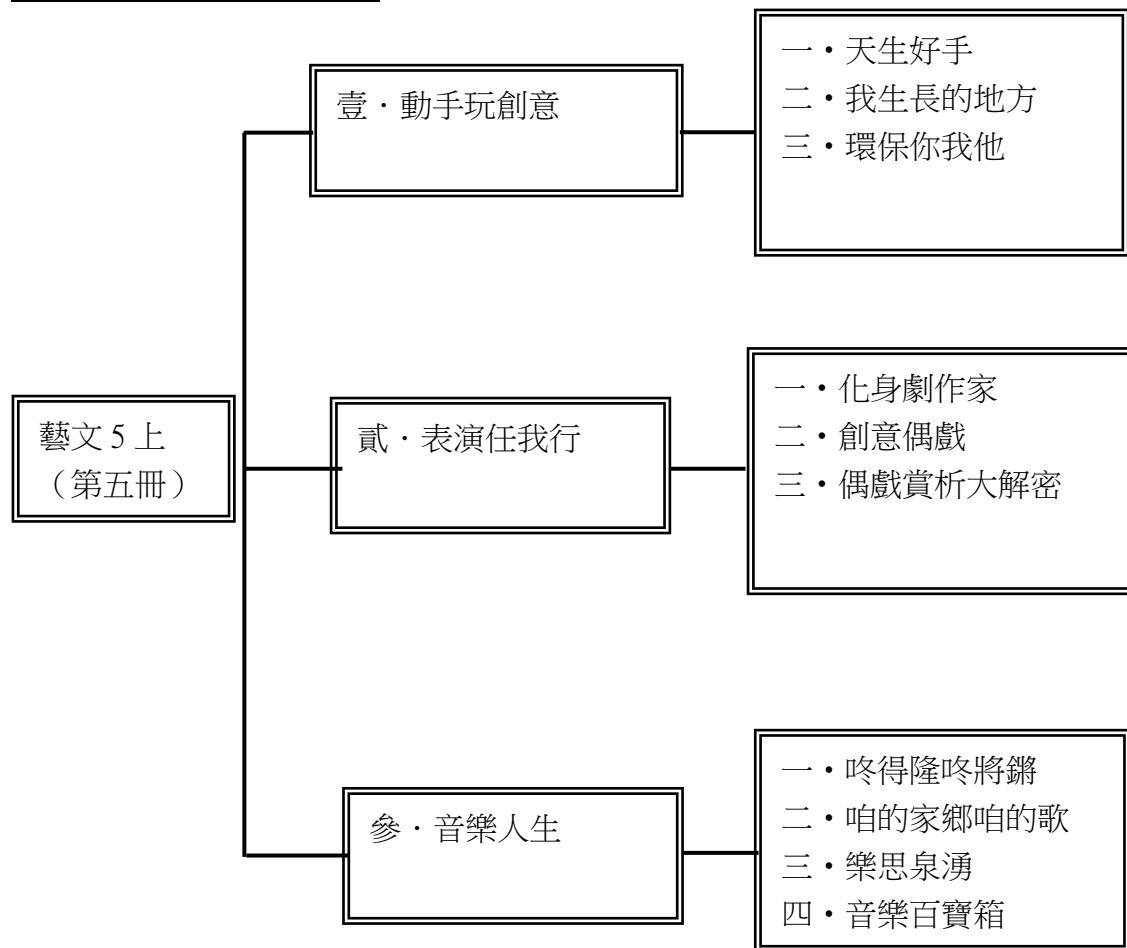 藝文5上
（第五冊）
壹．動手玩創意
一・天生好手
二・我生長的地方
三・環保你我他
貳．表演任我行
一・化身劇作家
二・創意偶戲
三・偶戲賞析大解密
參．音樂人生
一・咚得隆咚將鏘
二・咱的家鄉咱的歌
三・樂思泉湧
四・音樂百寶箱